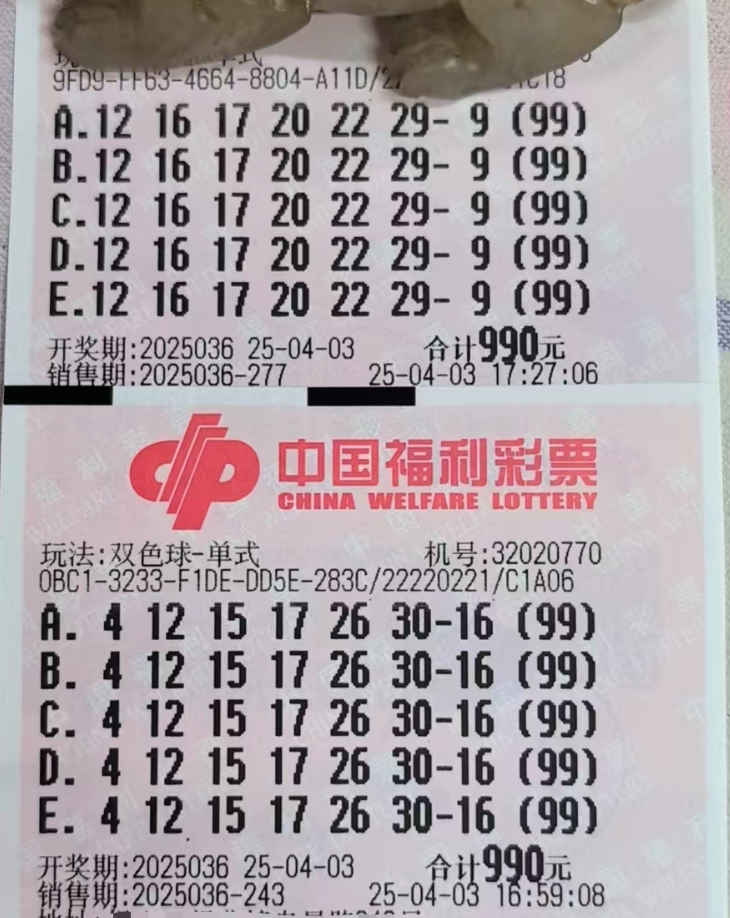 9FD9-FF63-4664-8804-A11D/2
A.12 16 17 20 22 29- 9 (99)
B.12 16 17 20 22 29- 9 (99)
C.12 16 17 20 22 29- 9 (99)
D.12 16 17 20 22 29- 9 (99)
E.12 16 17 20 22 29- 9 (99)
开奖期:2025036 25-04-03 合计990元
销售期:2025036-277 25-04-03 17:27:06
中国福利彩票
CHINA WELFARE LOTTERY
玩法:双色球-单式 机号:32020770
0BC1-3233-F1DE-DD5E-283C/22220221/C1A06
A. 4 12 15 17 26 30-16 (99)
B. 4 12 15 17 26 30-16 (99)
C. 4 12 15 17 26 30-16 (99)
D. 4 12 15 17 26 30-16 (99)
E. 4 12 15 17 26 30-16 (99)
开奖期:2025036 25-04-03 合计990元
销售期:2025036-243 25-04-03 16:59:08